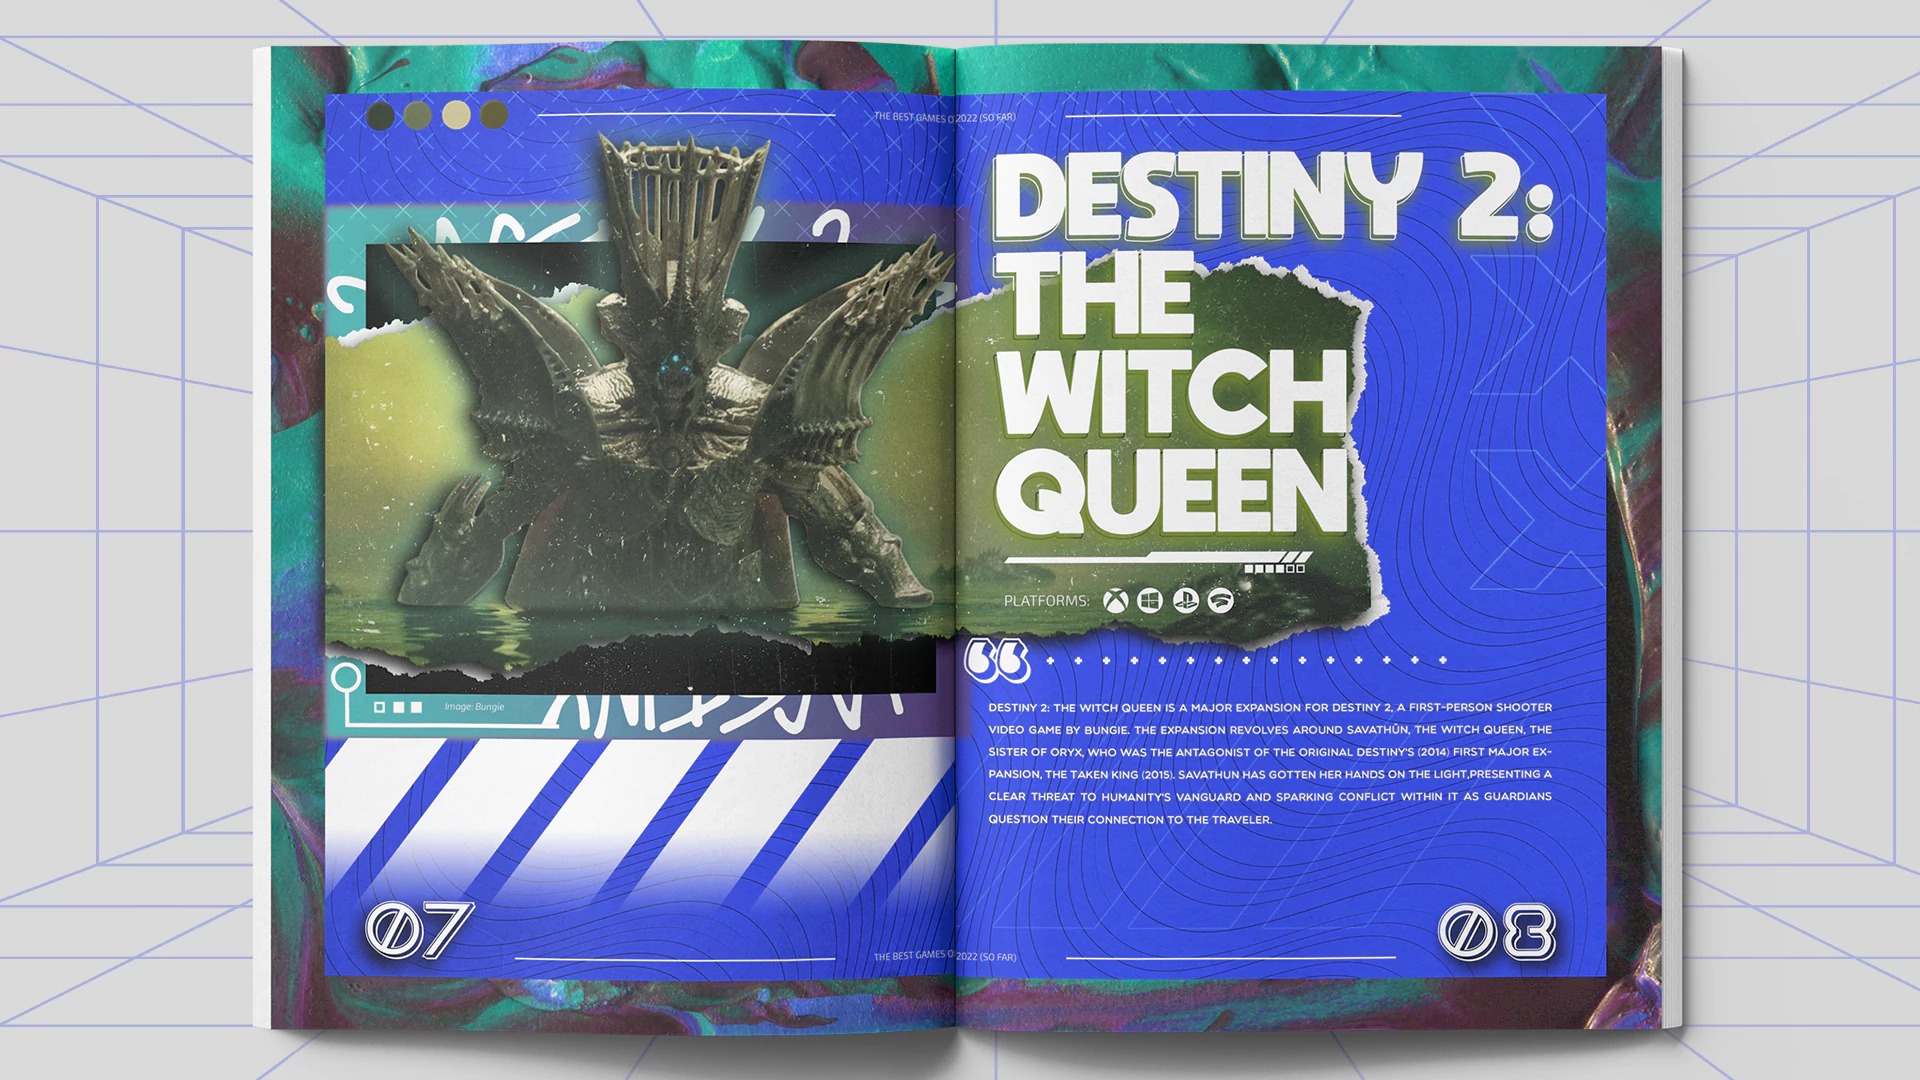 THE BEST GAMES O 2022 (SO FAR)
DESTINY 2:
THE
WITCH
QUEEN
PLATFORMS:
Image: Bungie
DESTINY 2: THE WITCH QUEEN IS A MAJOR EXPANSION FOR DESTINY 2, A FIRST-PERSON SHOOTER
VIDEO GAME BY BUNGIE. THE EXPANSION REVOLVES AROUND SAVATHÛN, THE WITCH QUEEN, THE
SISTER OF ORYX, WHO WAS THE ANTAGONIST OF THE ORIGINAL DESTINY'S (2014) FIRST MAJOR EX-
PANSION, THE TAKEN KING (2015). SAVATHUN HAS GOTTEN HER HANDS ON THE LIGHT,PRESENTING A
CLEAR THREAT TO HUMANITY'S VANGUARD AND SPARKING CONFLICT WITHIN IT AS GUARDIANS
QUESTION THEIR CONNECTION TO THE TRAVELER.
07
08
THE BEST GAMES O 2022 (SO FAR)